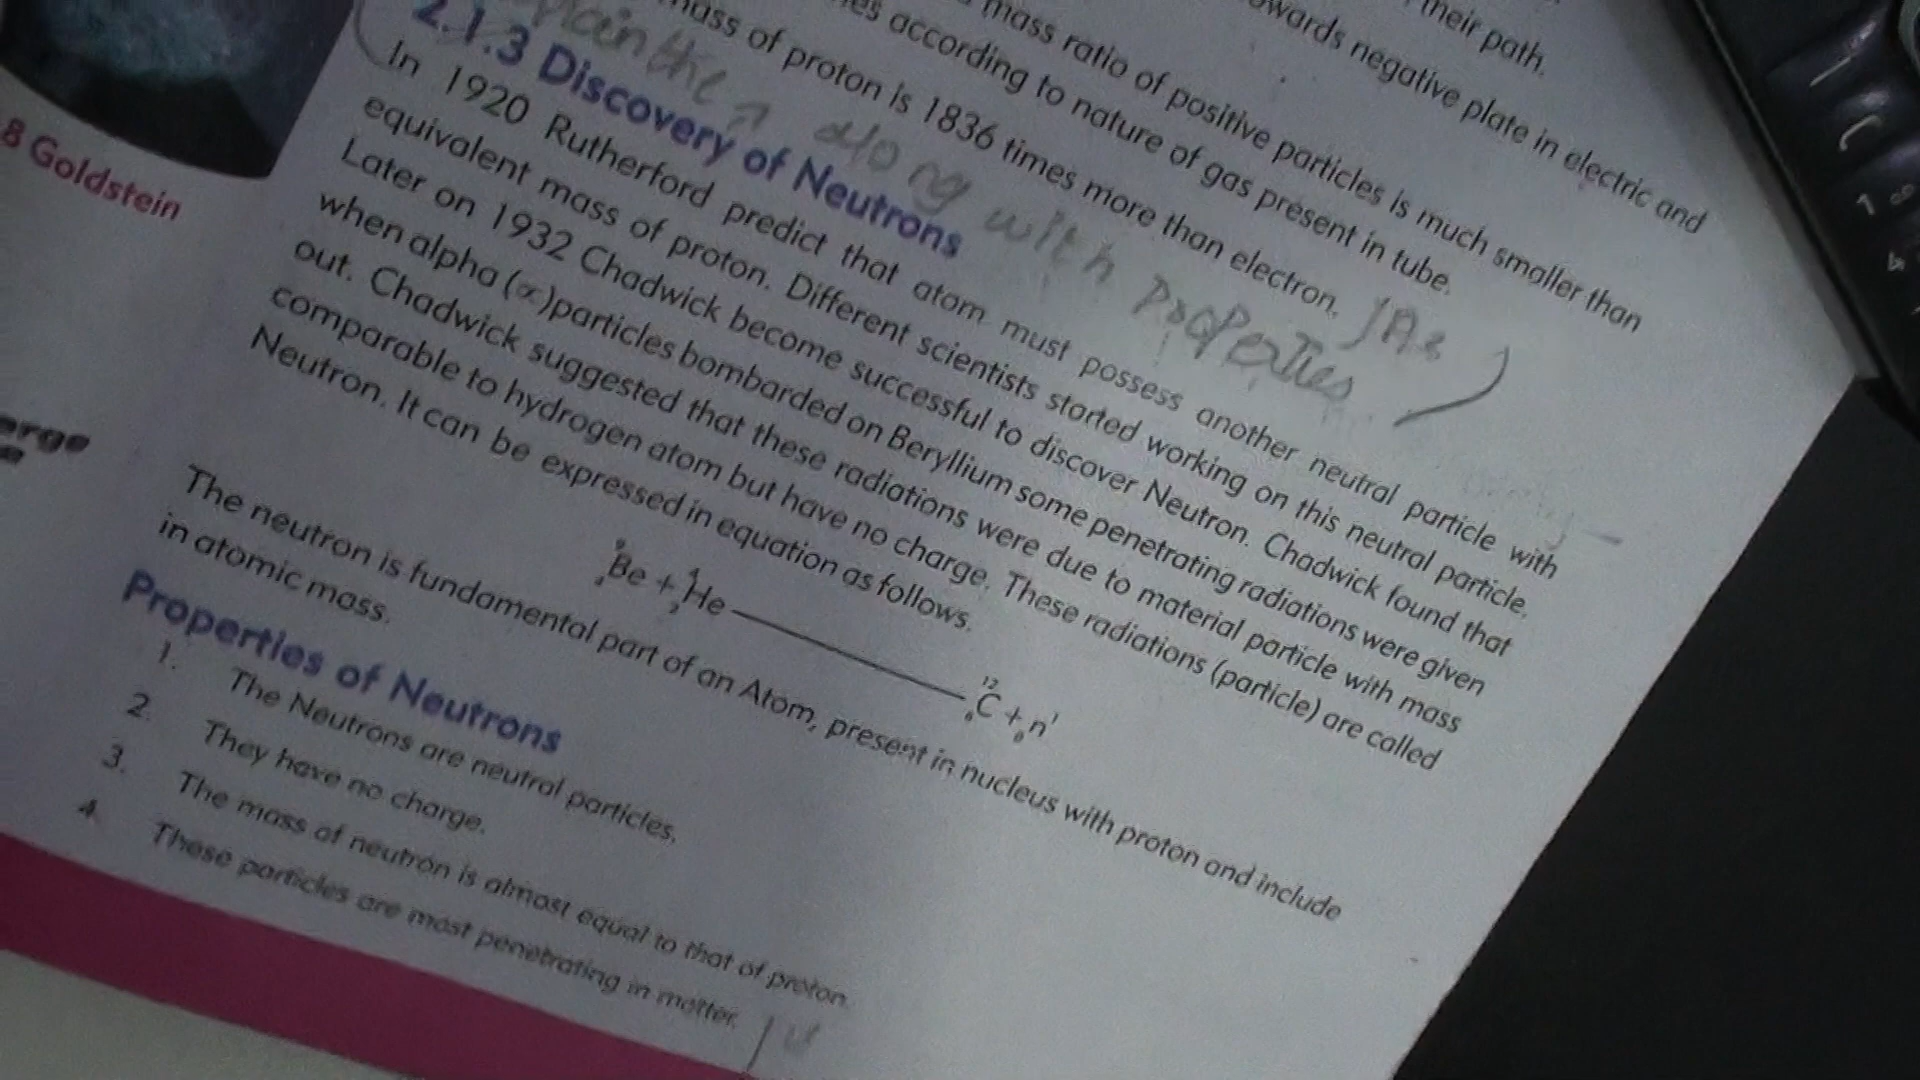 their path.
towards negative plate in electric and
mass ratio of positive particles is much smaller than
according to nature of gas present in tube.
mass of proton is 1836 times more than electron.
Explain the along with properties
2.1.3 Discovery of Neutrons
In 1920 Rutherford predict that atom must possess another neutral particle with
equivalent mass of proton. Different scientists started working on this neutral particle.
Later on 1932 Chadwick become successful to discover Neutron. Chadwick found that
when alpha (∝)particles bombarded on Beryllium some penetrating radiations were given
out. Chadwick suggested that these radiations were due to material particle with mass
comparable to hydrogen atom but have no charge. These radiations (particle) are called
Neutron. It can be expressed in equation as follows.
⁹₄Be + ⁴₂He ——— ¹²₆C + ₀n¹
The neutron is fundamental part of an Atom, present in nucleus with proton and include
in atomic mass.
Properties of Neutrons
1. The Neutrons are neutral particles.
2. They have no charge.
3. The mass of neutron is almost equal to that of proton.
4. These particles are most penetrating in matter.
8 Goldstein